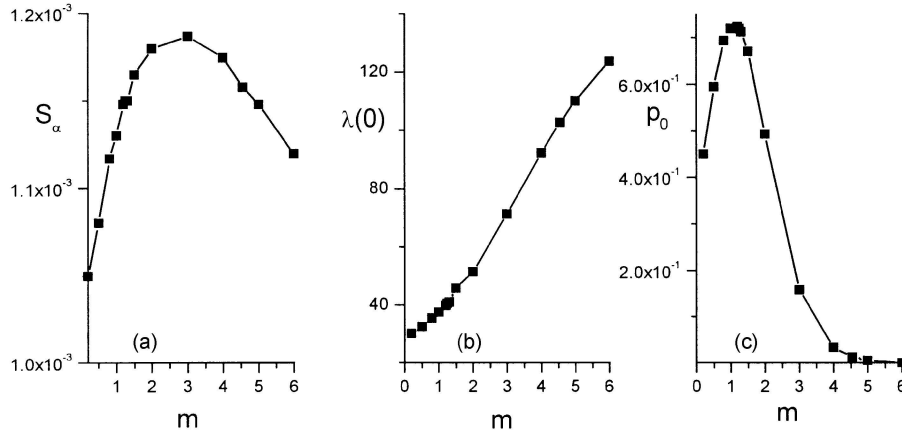 1.2x10⁻³
S_α
1.1x10⁻³
1.0x10⁻³
(a)
1 2 3 4 5 6
m
120
λ(0)
80
40
(b)
0 1 2 3 4 5 6
m
6.0x10⁻¹
p₀
4.0x10⁻¹
2.0x10⁻¹
(c)
0 1 2 3 4 5 6
m